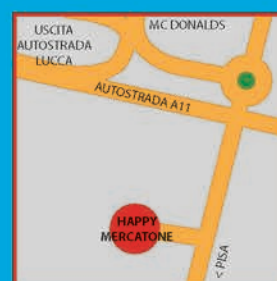 MC DONALDS
USCITA
AUTOSTRADA
LUCCA
AUTOSTRADA A11
HAPPY
MERCATONE
< PISA